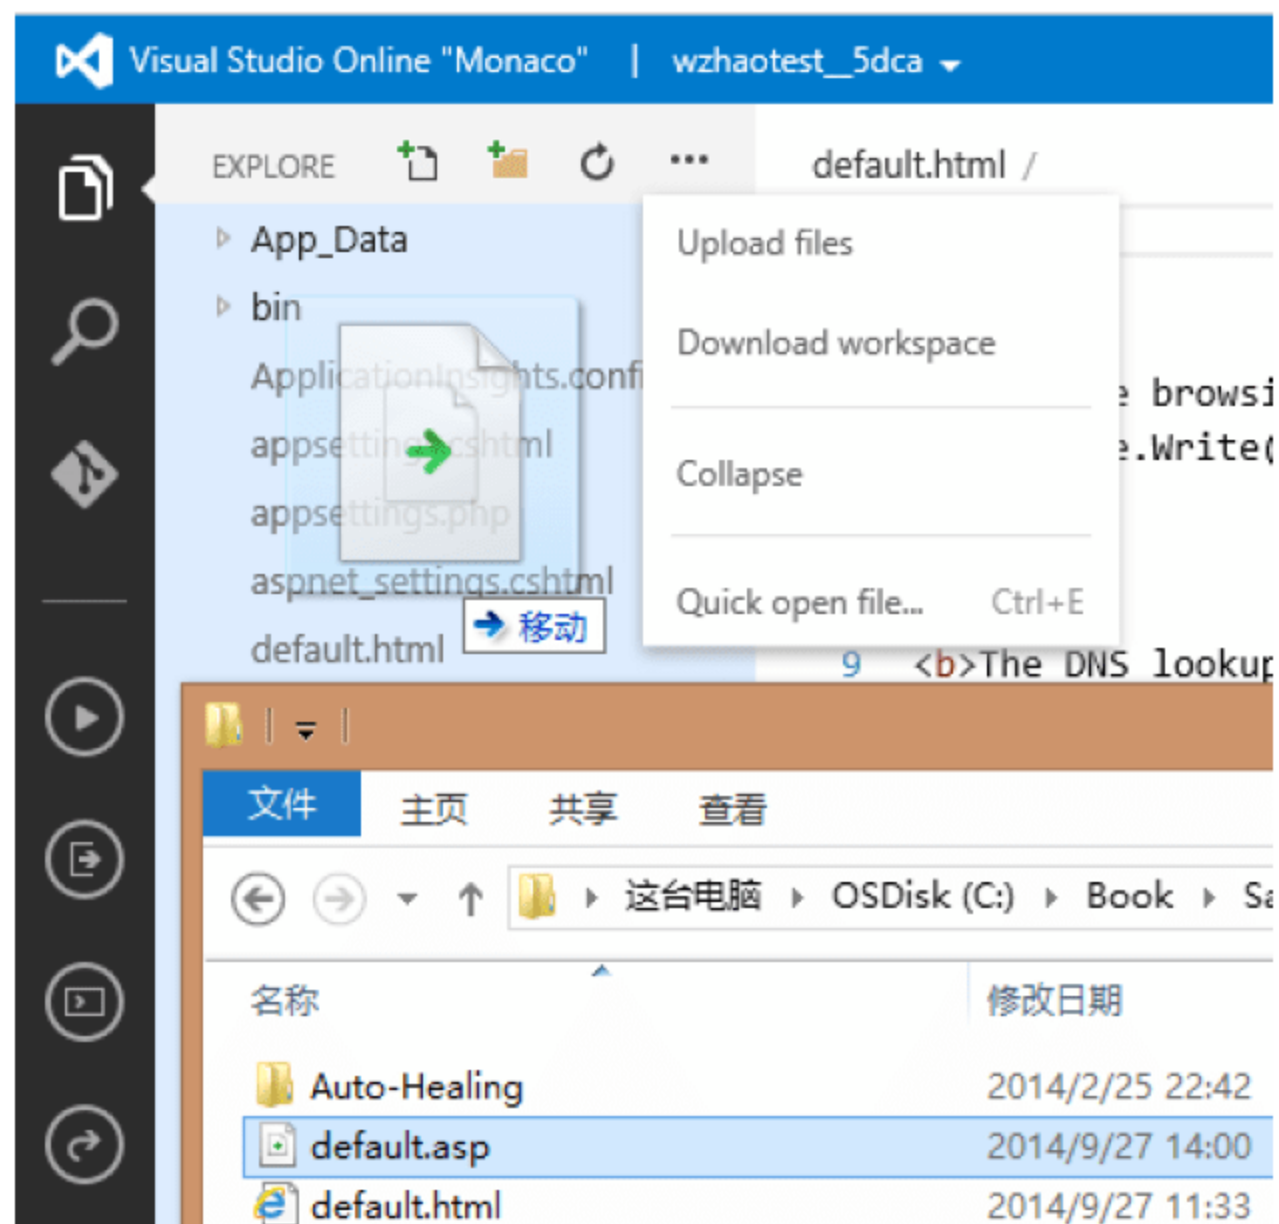 Visual Studio Online "Monaco" | wzhaotest__5dca
EXPLORE
default.html /
App_Data
Upload files
bin
Download workspace
ApplicationInsights.confi
e browsi
appsettings.cshtml
e.Write(
Collapse
appsettings.php
aspnet_settings.cshtml
Quick open file... Ctrl+E
移动
default.html
9 <b>The DNS lookup
文件 主页 共享 查看
这台电脑 OSDisk (C:) Book Sa
名称 修改日期
Auto-Healing 2014/2/25 22:42
default.asp 2014/9/27 14:00
default.html 2014/9/27 11:33